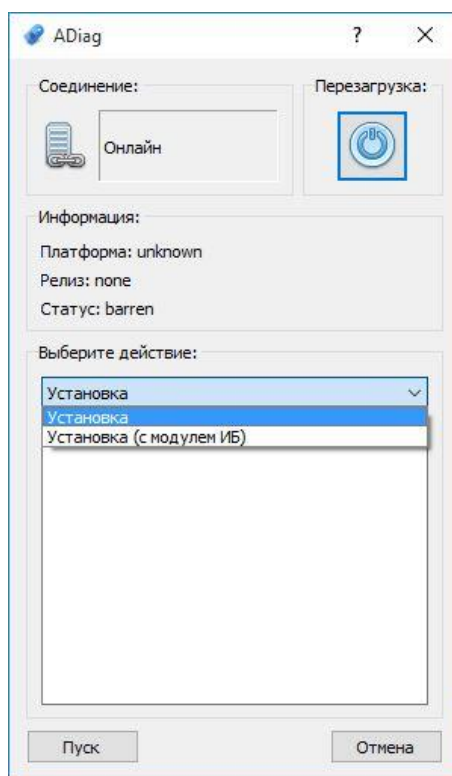 ADiag
?
Соединение:
Перезагрузка:
Онлайн
Информация:
Платформа: unknown
Релиз: none
Статус: barren
Выберите действие:
Установка
Установка
Установка (с модулем ИБ)
Пуск
Отмена